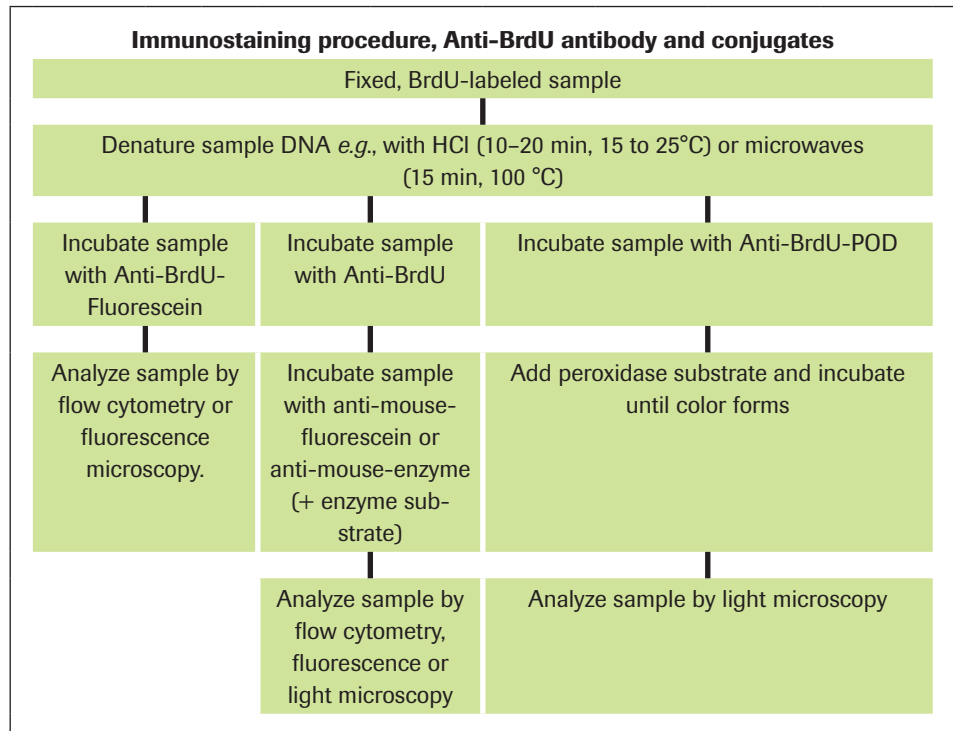 Immunostaining procedure, Anti-BrdU antibody and conjugates
Fixed, BrdU-labeled sample
Denature sample DNA e.g., with HCl (10–20 min, 15 to 25°C) or microwaves
(15 min, 100 °C)
Incubate sample
with Anti-BrdU-
Fluorescein
Incubate sample
with Anti-BrdU
Incubate sample with Anti-BrdU-POD
Analyze sample by
flow cytometry or
fluorescence
microscopy.
Incubate sample
with anti-mouse-
fluorescein or
anti-mouse-enzyme
(+ enzyme sub-
strate)
Add peroxidase substrate and incubate
until color forms
Analyze sample by
flow cytometry,
fluorescence or
light microscopy
Analyze sample by light microscopy